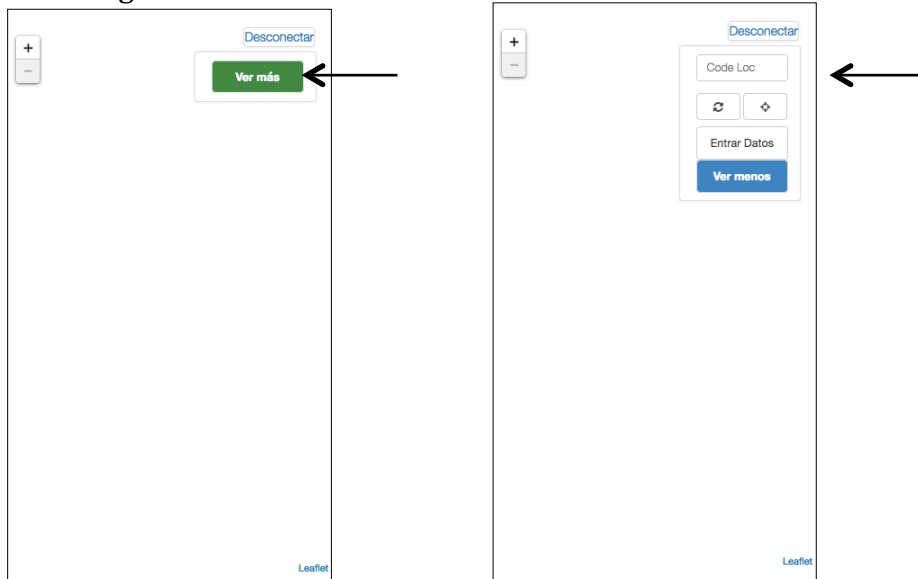 Desconectar
+
−
Ver más
Leaflet
Desconectar
+
−
Code Loc
Entrar Datos
Ver menos
Leaflet